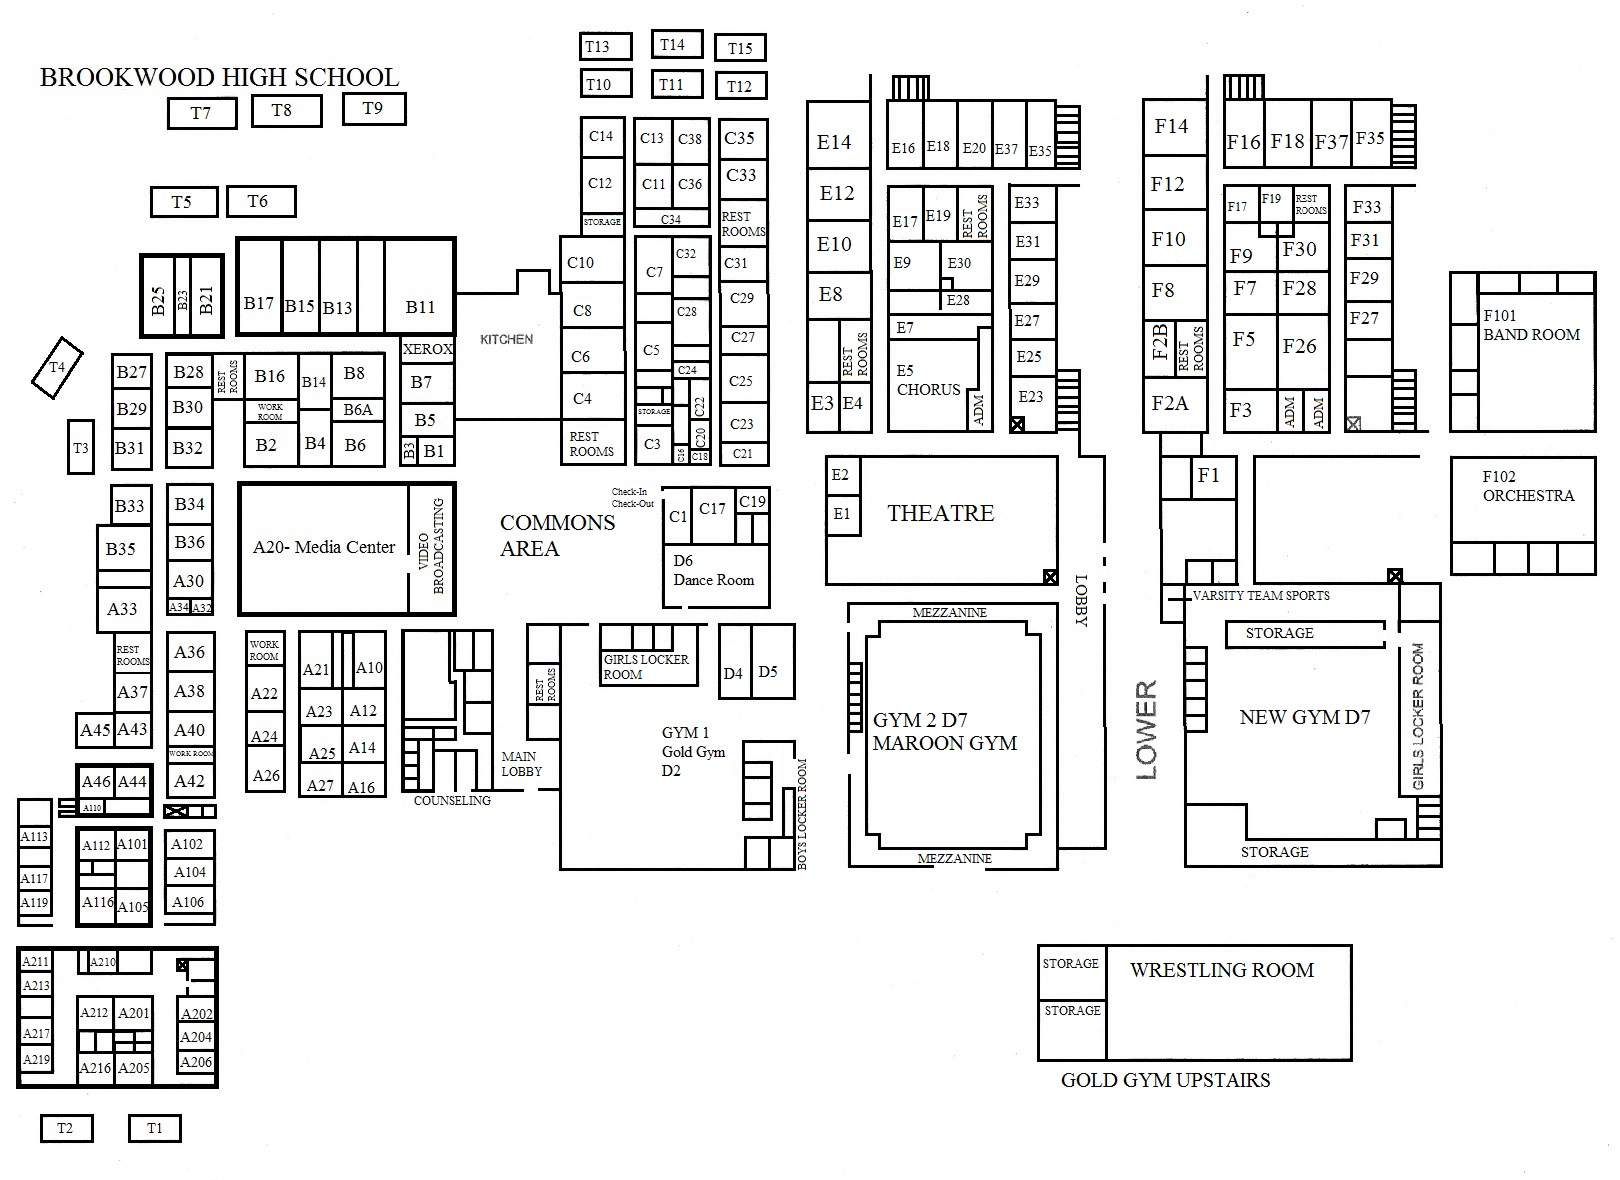 BROOKWOOD HIGH SCHOOL
T7
T8
T9
T5
T6
T13
T14
T15
T10
T11
T12
B25
B23
B21
B17
B15
B13
B11
XEROX
B7
B5
B3
B1
T4
T3
B27
B29
B31
B28
B30
B32
REST
ROOMS
B16
WORK
ROOM
B2
B14
B4
B8
B6A
B6
KITCHEN
C14
C12
STORAGE
C10
C8
C6
C4
REST
ROOMS
C13
C38
C11
C36
C34
C7
C32
C28
C5
C24
STORAGE
C22
C3
C20
C16
C18
C35
C33
REST
ROOMS
C31
C29
C27
C25
C23
C21
B33
B35
A33
REST
ROOMS
A37
A45
A43
B34
B36
A30
A34
A32
A36
A38
A40
WORK ROOM
A42
A20- Media Center
VIDEO
BROADCASTING
COMMONS
AREA
Check-In
Check-Out
C1
C17
C19
D6
Dance Room
WORK
ROOM
A22
A24
A26
A21
A10
A23
A12
A25
A14
A27
A16
COUNSELING
MAIN
LOBBY
REST
ROOMS
GIRLS LOCKER
ROOM
D4
D5
GYM 1
Gold Gym
D2
BOYS LOCKER ROOM
A46
A44
A110
A113
A117
A119
A112
A101
A116
A105
A102
A104
A106
A211
A213
A217
A219
A210
A212
A201
A216
A205
A202
A204
A206
T2
T1
E14
E12
E10
E8
REST
ROOMS
E3
E4
E16
E18
E20
E37
E35
E17
E19
REST
ROOMS
E9
E30
E28
E7
E5
CHORUS
ADM
E33
E31
E29
E27
E25
E23
E2
E1
THEATRE
LOBBY
MEZZANINE
GYM 2 D7
MAROON GYM
MEZZANINE
LOWER
F14
F12
F10
F8
F2B
REST
ROOMS
F2A
F16
F18
F37
F35
F17
F19
REST
ROOMS
F9
F30
F7
F28
F5
F26
F3
ADM
ADM
F33
F31
F29
F27
F1
F101
BAND ROOM
F102
ORCHESTRA
VARSITY TEAM SPORTS
STORAGE
GIRLS LOCKER ROOM
NEW GYM D7
STORAGE
STORAGE
STORAGE
WRESTLING ROOM
GOLD GYM UPSTAIRS